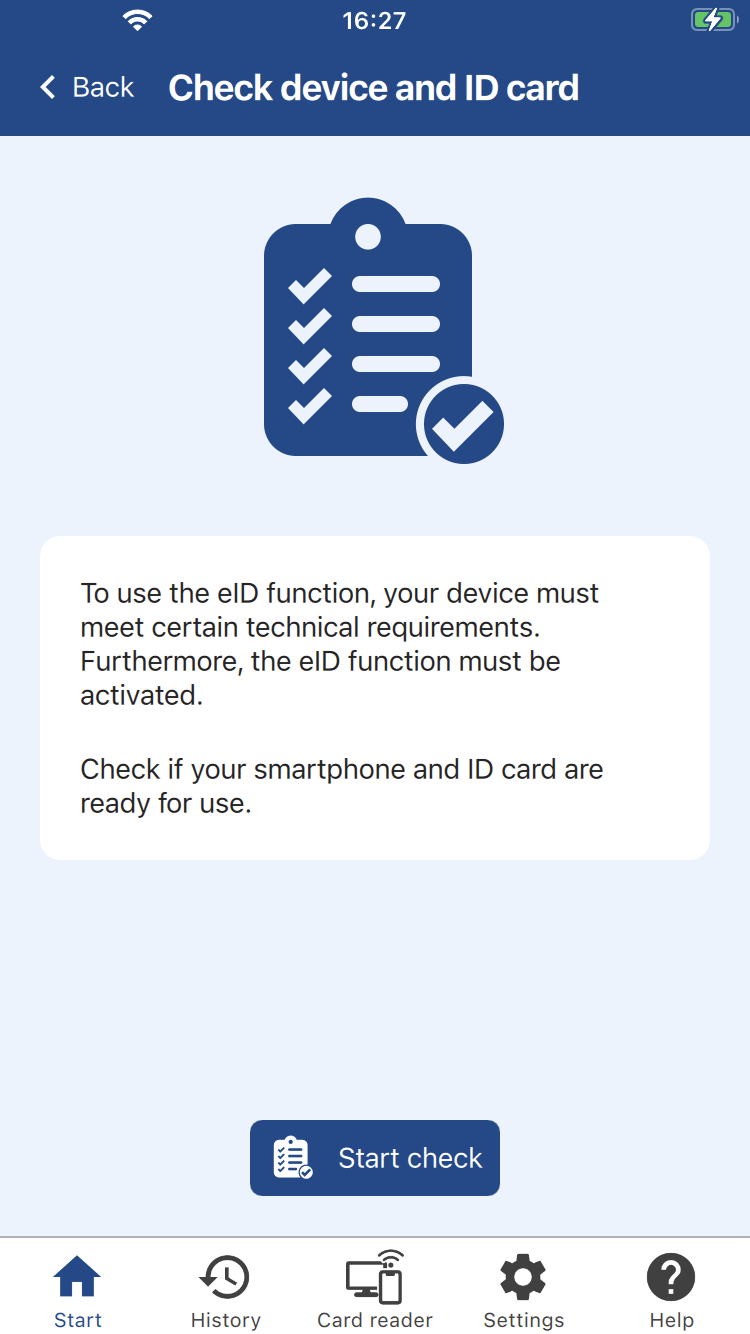 16:27
Back
Check device and ID card
To use the eID function, your device must
meet certain technical requirements.
Furthermore, the eID function must be
activated.
Check if your smartphone and ID card are
ready for use.
Start check
Start
History
Card reader
Settings
Help